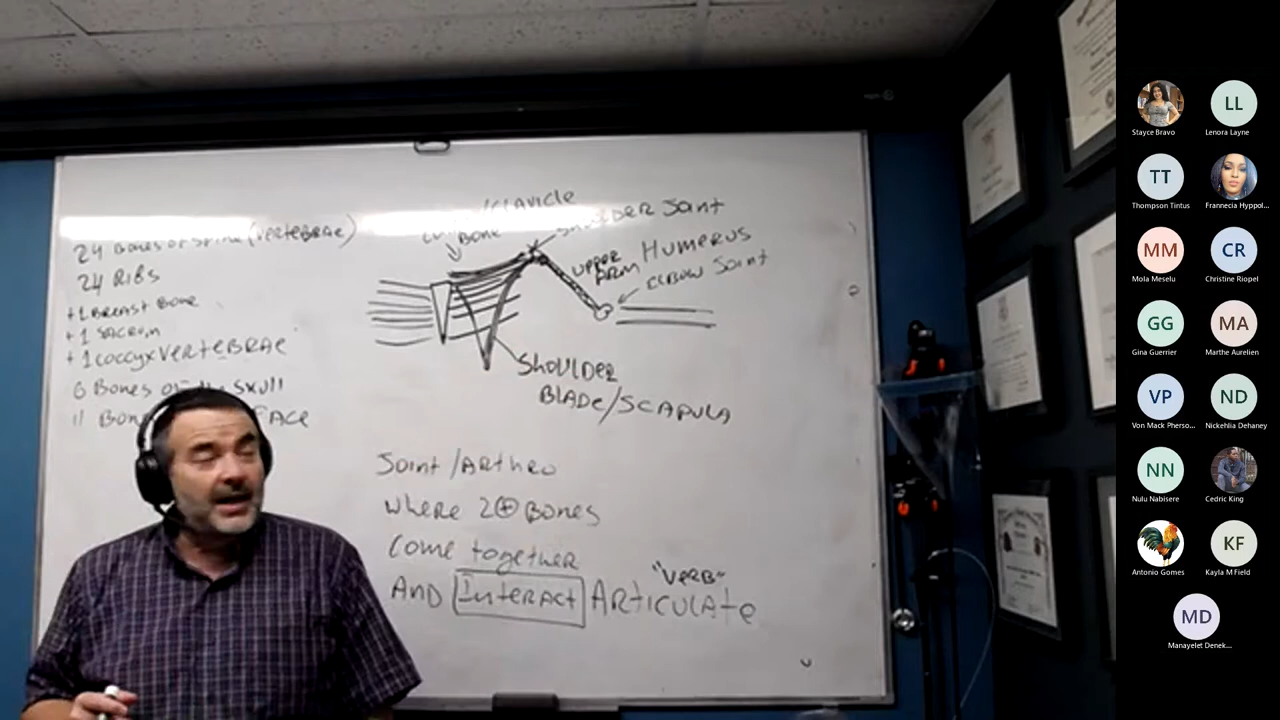 24 Bones of Spine (Vertebrae)
24 Ribs
+1 Breast Bone
+1 Sacrum
+1 Coccyx Vertebrae
6 Bones of the Skull
11 Bon Face
/Clavicle
Bone
Shoulder Joint
Upper
Arm
Humerus
Elbow Joint
Shoulder
Blade/Scapula
Joint/Arthro
where 2⊕ Bones
come together
And Interact Articulate
"Verb"
Stayce Bravo
LL
Lenora Layne
TT
Thompson Tintus
Frannecia Hyppol...
MM
Mola Meselu
CR
Christine Riopel
GG
Gina Guerrier
MA
Marthe Aurelien
VP
Von Mack Pherso...
ND
Nickehlia Dehaney
NN
Nulu Nabisere
Cedric King
Antonio Gomes
KF
Kayla M Field
MD
Manayelet Denek...